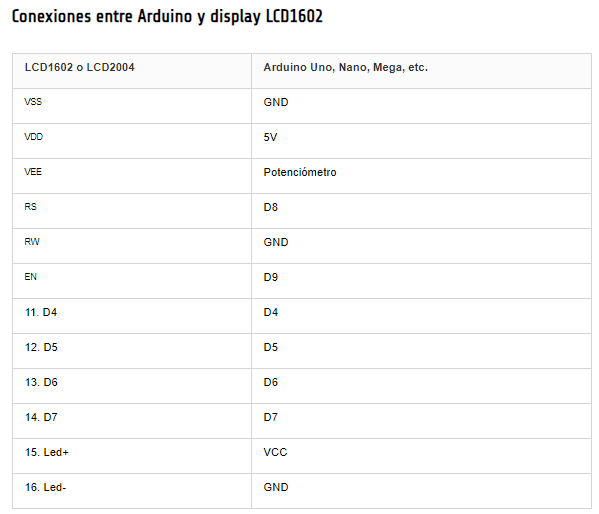 Conexiones entre Arduino y display LCD1602
LCD1602 o LCD2004 Arduino Uno, Nano, Mega, etc.
VSS GND
VDD 5V
VEE Potenciómetro
RS D8
RW GND
EN D9
11. D4 D4
12. D5 D5
13. D6 D6
14. D7 D7
15. Led+ VCC
16. Led- GND